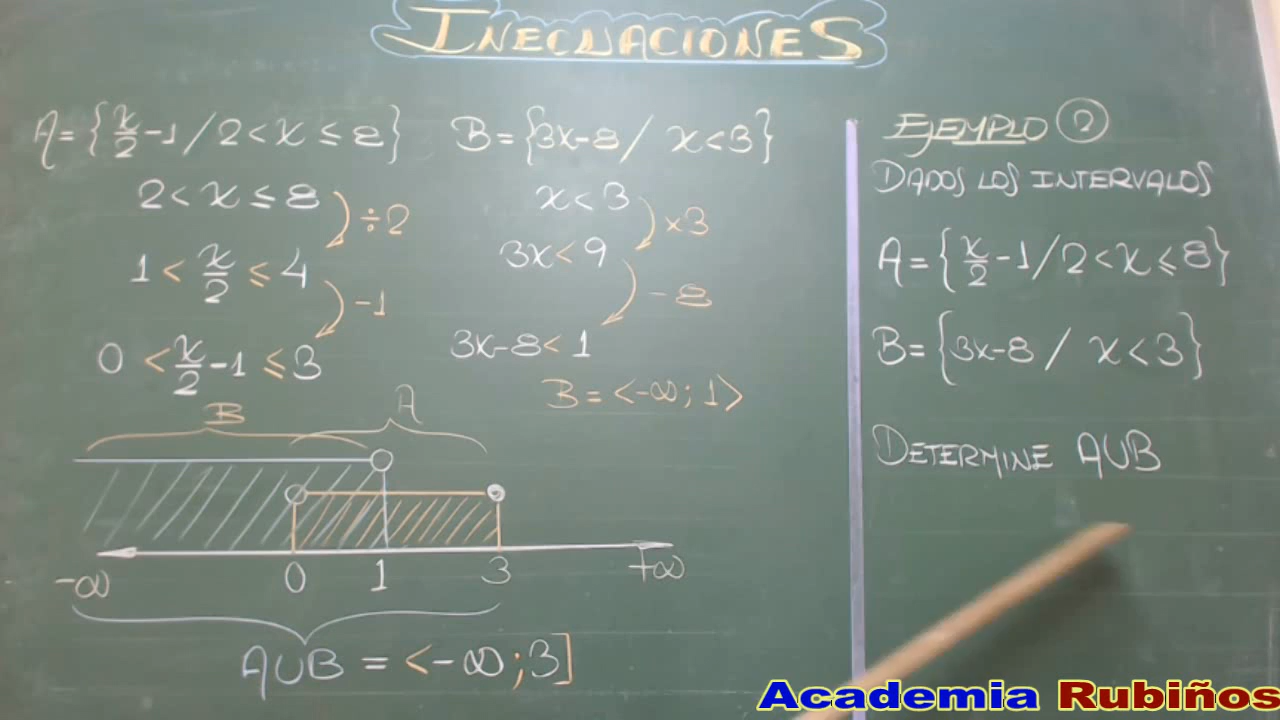 INECUACIONES
A={x/2-1/2<x≤8}
2<x≤8
÷2
1<x/2≤4
-1
0<x/2-1≤3
B={3x-8/ x<3}
x<3
×3
3x<9
-8
3x-8<1
B=<-∞;1>
B
A
-∞ 0 1 3 +∞
AUB=<-∞;3]
EJEMPLO 2
DADOS LOS INTERVALOS
A={x/2-1/2<x≤8}
B={3x-8/ x<3}
DETERMINE AUB
Academia Rubiños